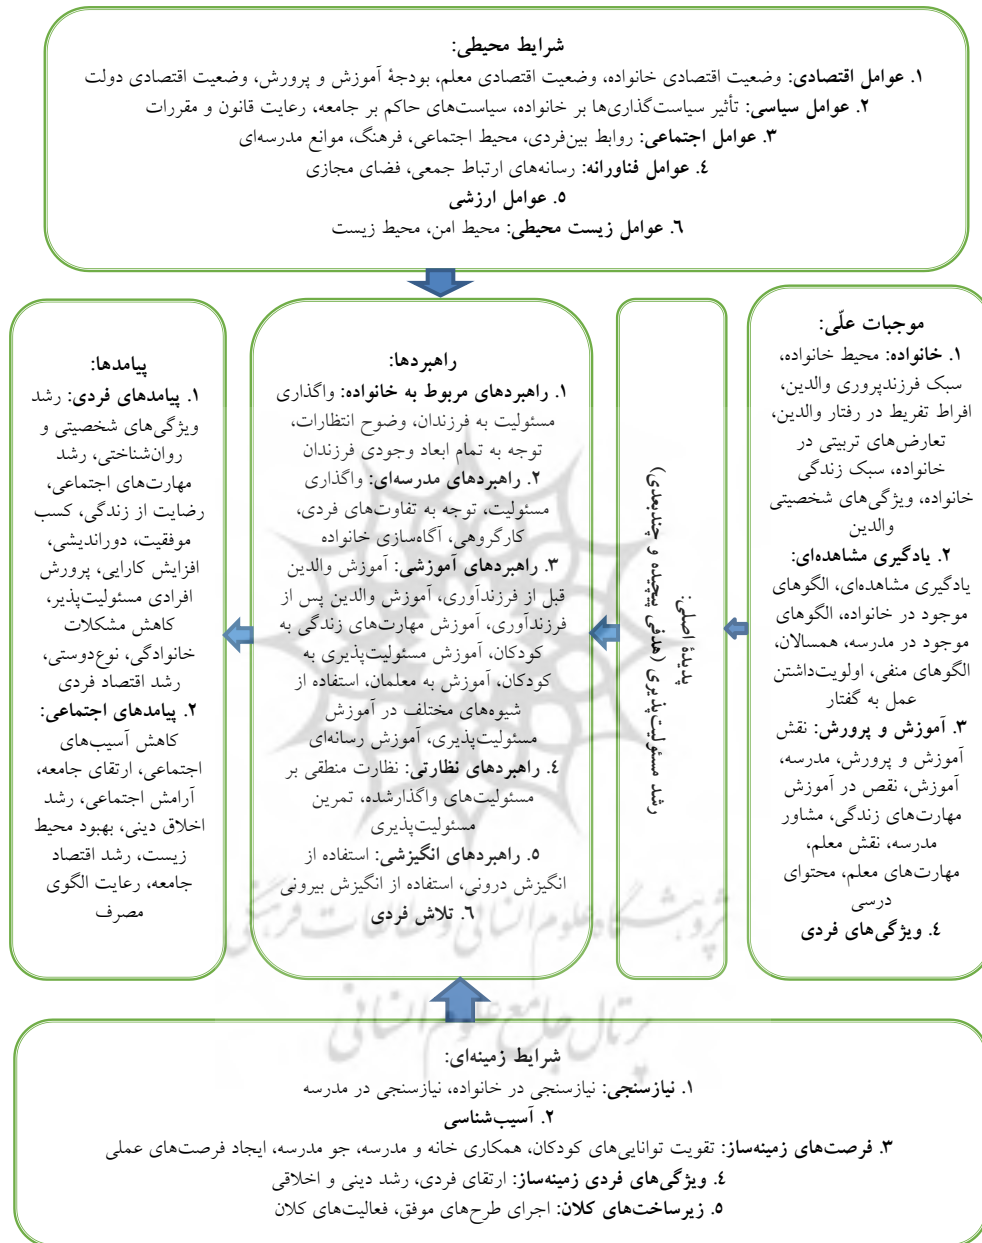 شرایط محیطی:
۱. عوامل اقتصادی: وضعیت اقتصادی خانواده، وضعیت اقتصادی معلم، بودجۀ آموزش و پرورش، وضعیت اقتصادی دولت
۲. عوامل سیاسی: تأثیر سیاست‌گذاری‌ها بر خانواده، سیاست‌های حاکم بر جامعه، رعایت قانون و مقررات
۳. عوامل اجتماعی: روابط بین‌فردی، محیط اجتماعی، فرهنگ، موانع مدرسه‌ای
٤. عوامل فناورانه: رسانه‌های ارتباط جمعی، فضای مجازی
۵. عوامل ارزشی
٦. عوامل زیست محیطی: محیط امن، محیط زیست
موجبات علّی:
۱. خانواده: محیط خانواده،
سبک فرزندپروری والدین،
افراط تفریط در رفتار والدین،
تعارض‌های تربیتی در
خانواده، سبک زندگی
خانواده، ویژگی‌های شخصیتی
والدین
۲. یادگیری مشاهده‌ای:
یادگیری مشاهده‌ای، الگوهای
موجود در خانواده، الگوهای
موجود در مدرسه، همسالان،
الگوهای منفی، اولویت‌داشتن
عمل به گفتار
۳. آموزش و پرورش: نقش
آموزش و پرورش، مدرسه،
آموزش، نقص در آموزش
مهارت‌های زندگی، مشاور
مدرسه، نقش معلم،
مهارت‌های معلم، محتوای
درسی
٤. ویژگی‌های فردی
پدیدۀ اصلی:
رشد مسئولیت‌پذیری (هدفی پیچیده و چندبعدی)
راهبردها:
۱. راهبردهای مربوط به خانواده: واگذاری
مسئولیت به فرزندان، وضوح انتظارات،
توجه به تمام ابعاد وجودی فرزندان
۲. راهبردهای مدرسه‌ای: واگذاری
مسئولیت، توجه به تفاوت‌های فردی،
کارگروهی، آگاه‌سازی خانواده
۳. راهبردهای آموزشی: آموزش والدین
قبل از فرزندآوری، آموزش والدین پس از
فرزندآوری، آموزش مهارت‌های زندگی به
کودکان، آموزش مسئولیت‌پذیری به
کودکان، آموزش به معلمان، استفاده از
شیوه‌های مختلف در آموزش
مسئولیت‌پذیری، آموزش رسانه‌ای
٤. راهبردهای نظارتی: نظارت منطقی بر
مسئولیت‌های واگذارشده، تمرین
مسئولیت‌پذیری
۵. راهبردهای انگیزشی: استفاده از
انگیزش درونی، استفاده از انگیزش بیرونی
٦. تلاش فردی
پیامدها:
۱. پیامدهای فردی: رشد
ویژگی‌های شخصیتی و
روان‌شناختی، رشد
مهارت‌های اجتماعی،
رضایت از زندگی، کسب
موفقیت، دوراندیشی،
افزایش کارایی، پرورش
افرادی مسئولیت‌پذیر،
کاهش مشکلات
خانوادگی، نوع‌دوستی،
رشد اقتصاد فردی
۲. پیامدهای اجتماعی:
کاهش آسیب‌های
اجتماعی، ارتقای جامعه،
آرامش اجتماعی، رشد
اخلاق دینی، بهبود محیط
زیست، رشد اقتصاد
جامعه، رعایت الگوی
مصرف
پژوهشگاه علوم انسانی و مطالعات فرهنگی
پرتال جامع علوم انسانی
شرایط زمینه‌ای:
۱. نیازسنجی: نیازسنجی در خانواده، نیازسنجی در مدرسه
۲. آسیب‌شناسی
۳. فرصت‌های زمینه‌ساز: تقویت توانایی‌های کودکان، همکاری خانه و مدرسه، جو مدرسه، ایجاد فرصت‌های عملی
٤. ویژگی‌های فردی زمینه‌ساز: ارتقای فردی، رشد دینی و اخلاقی
۵. زیرساخت‌های کلان: اجرای طرح‌های موفق، فعالیت‌های کلان